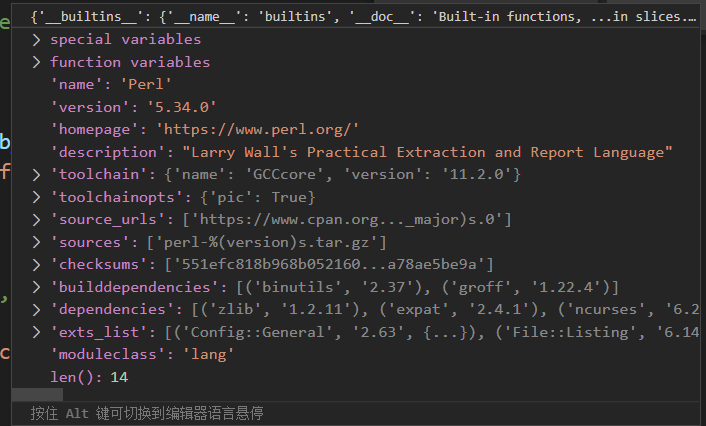 {'__builtins__': {'__name__': 'builtins', '__doc__': 'Built-in functions, ...in slices....
special variables
function variables
'name': 'Perl'
'version': '5.34.0'
'homepage': 'https://www.perl.org/'
'description': "Larry Wall's Practical Extraction and Report Language"
'toolchain': {'name': 'GCCcore', 'version': '11.2.0'}
'toolchainopts': {'pic': True}
'source_urls': ['https://www.cpan.org..._major)s.0']
'sources': ['perl-%(version)s.tar.gz']
'checksums': ['551efc818b968b052160...a78ae5be9a']
'builddependencies': [('binutils', '2.37'), ('groff', '1.22.4')]
'dependencies': [('zlib', '1.2.11'), ('expat', '2.4.1'), ('ncurses', '6.2
'exts_list': [('Config::General', '2.63', {...}), ('File::Listing', '6.14
'moduleclass': 'lang'
len(): 14
按住 Alt 键可切换到编辑器语言悬停